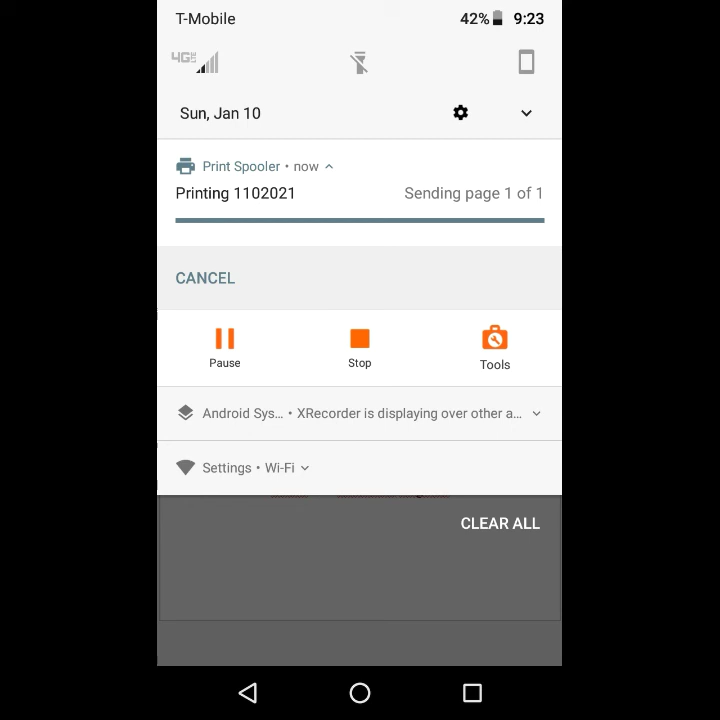 T-Mobile 42% 9:23
4G LTE
Sun, Jan 10
Print Spooler • now
Printing 1102021 Sending page 1 of 1
CANCEL
Pause Stop Tools
Android Sys... • XRecorder is displaying over other a...
Settings • Wi-Fi
CLEAR ALL